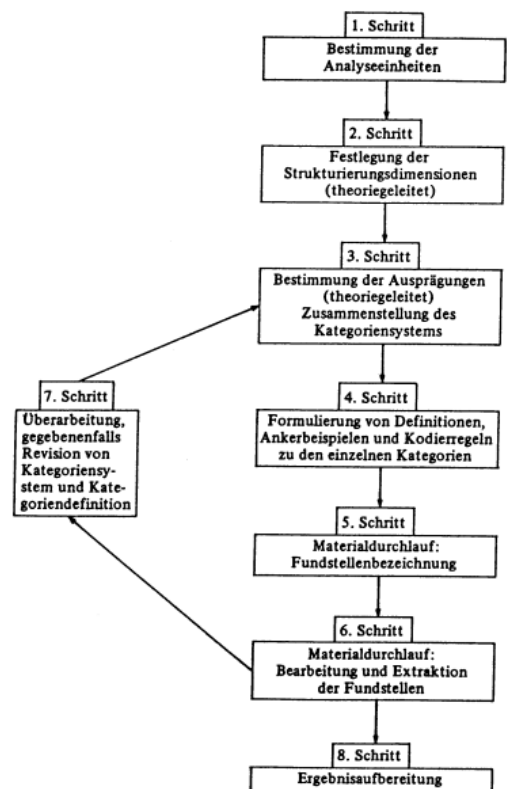 1. Schritt
Bestimmung der
Analyseeinheiten
2. Schritt
Festlegung der
Strukturierungsdimensionen
(theoriegeleitet)
3. Schritt
Bestimmung der Ausprägungen
(theoriegeleitet)
Zusammenstellung des
Kategoriensystems
7. Schritt
Überarbeitung,
gegebenenfalls
Revision von
Kategoriensy-
stem und Kate-
goriendefinition
4. Schritt
Formulierung von Definitionen,
Ankerbeispielen und Kodierregeln
zu den einzelnen Kategorien
5. Schritt
Materialdurchlauf:
Fundstellenbezeichnung
6. Schritt
Materialdurchlauf:
Bearbeitung und Extraktion
der Fundstellen
8. Schritt
Ergebnisaufbereitung